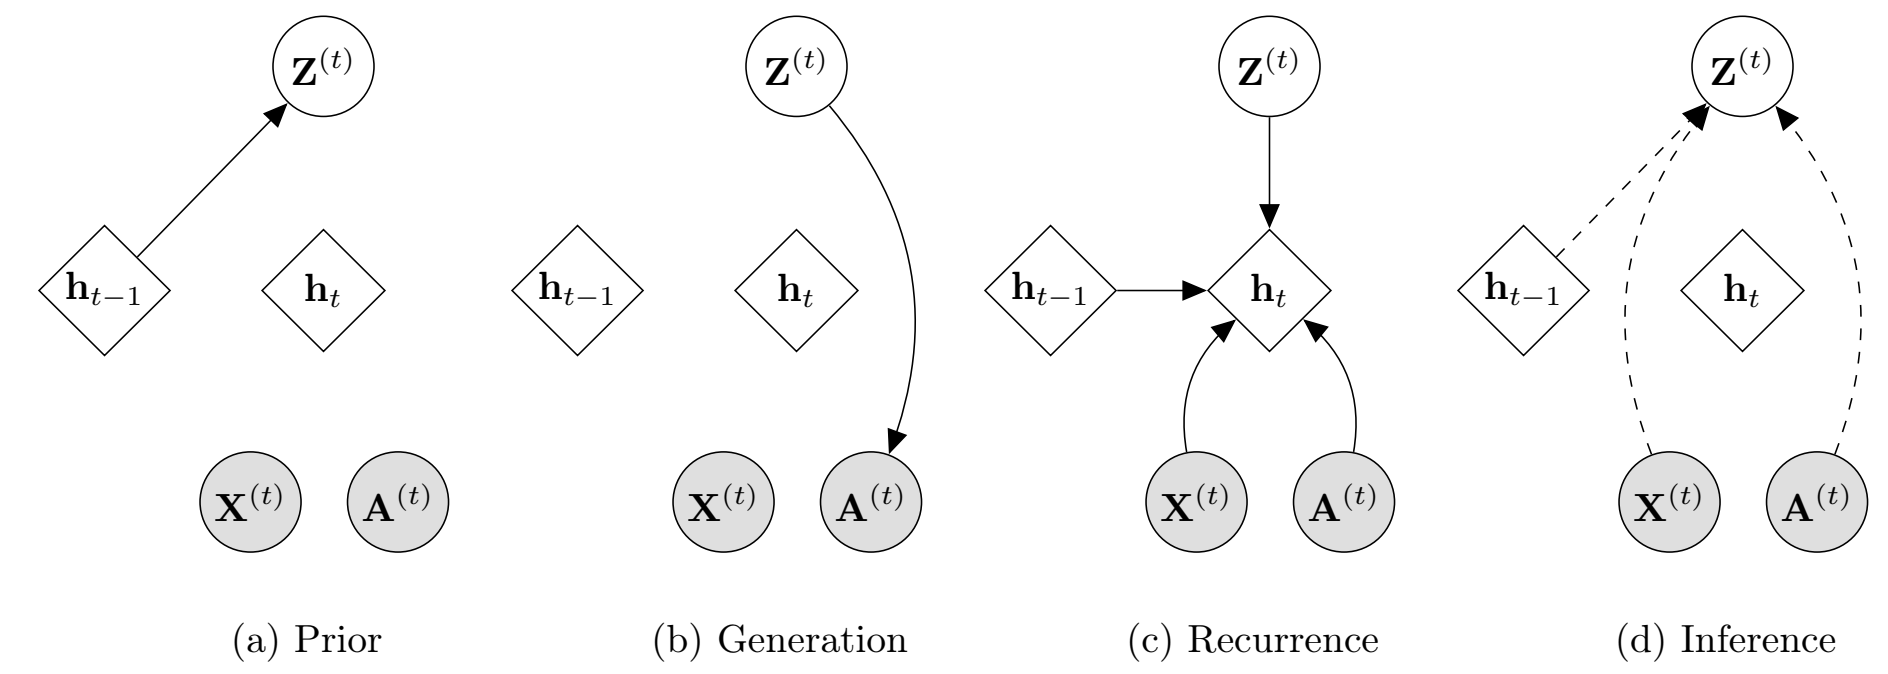 Z^{(t)} Z^{(t)} Z^{(t)} Z^{(t)}
h_{t−1} h_t h_{t−1} h_t h_{t−1} h_t h_{t−1} h_t
X^{(t)} A^{(t)} X^{(t)} A^{(t)} X^{(t)} A^{(t)} X^{(t)} A^{(t)}
(a) Prior (b) Generation (c) Recurrence (d) Inference